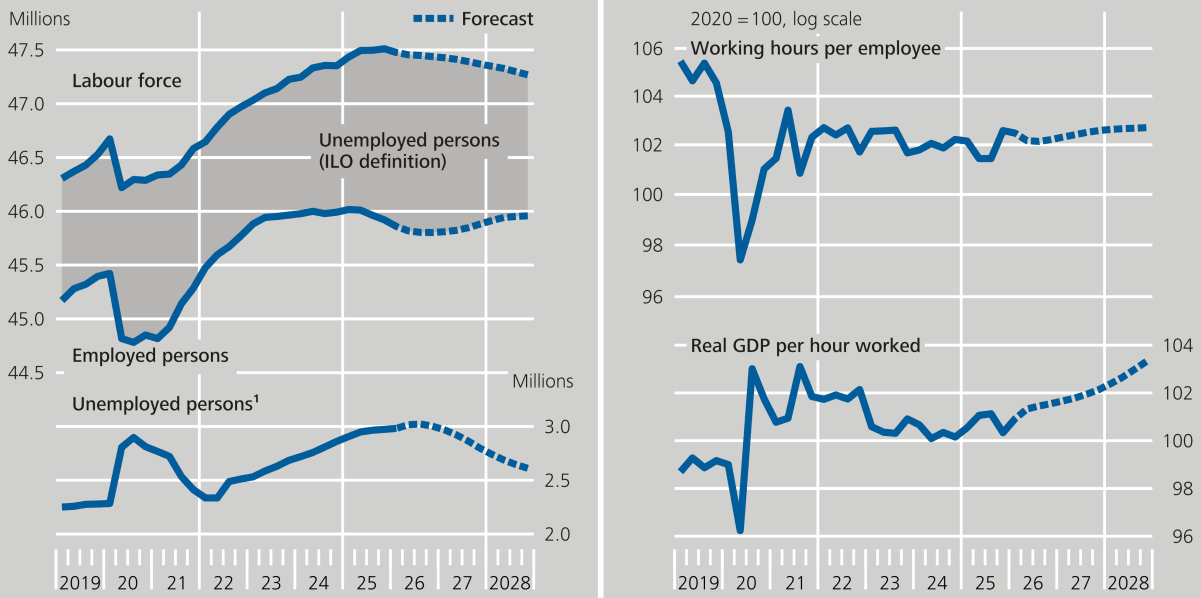 Millions
Forecast
47.5
Labour force
47.0
46.5
Unemployed persons
(ILO definition)
46.0
45.5
45.0
Employed persons
44.5
Millions
Unemployed persons¹
3.0
2.5
2.0
2019 20 21 22 23 24 25 26 27 2028
2020 = 100, log scale
106
Working hours per employee
104
102
100
98
96
Real GDP per hour worked
104
102
100
98
96
2019 20 21 22 23 24 25 26 27 2028